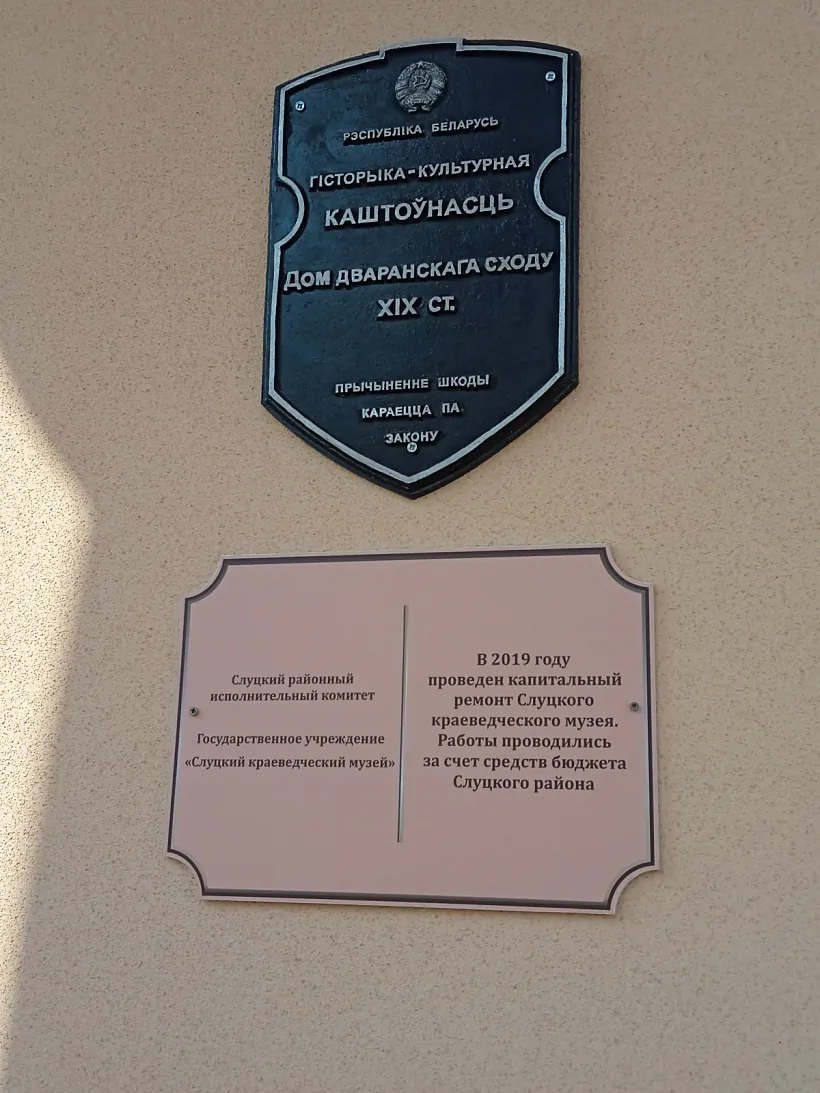 РЭСПУБЛІКА БЕЛАРУСЬ
ГІСТОРЫКА-КУЛЬТУРНАЯ
КАШТОЎНАСЦЬ
ДОМ ДВАРАНСКАГА СХОДУ
XIX СТ.
ПРЫЧЫНЕННЕ ШКОДЫ
КАРАЕЦЦА ПА
ЗАКОНУ
Слуцкий районный
исполнительный комитет
Государственное учреждение
«Слуцкий краеведческий музей»
В 2019 году
проведен капитальный
ремонт Слуцкого
краеведческого музея.
Работы проводились
за счет средств бюджета
Слуцкого района